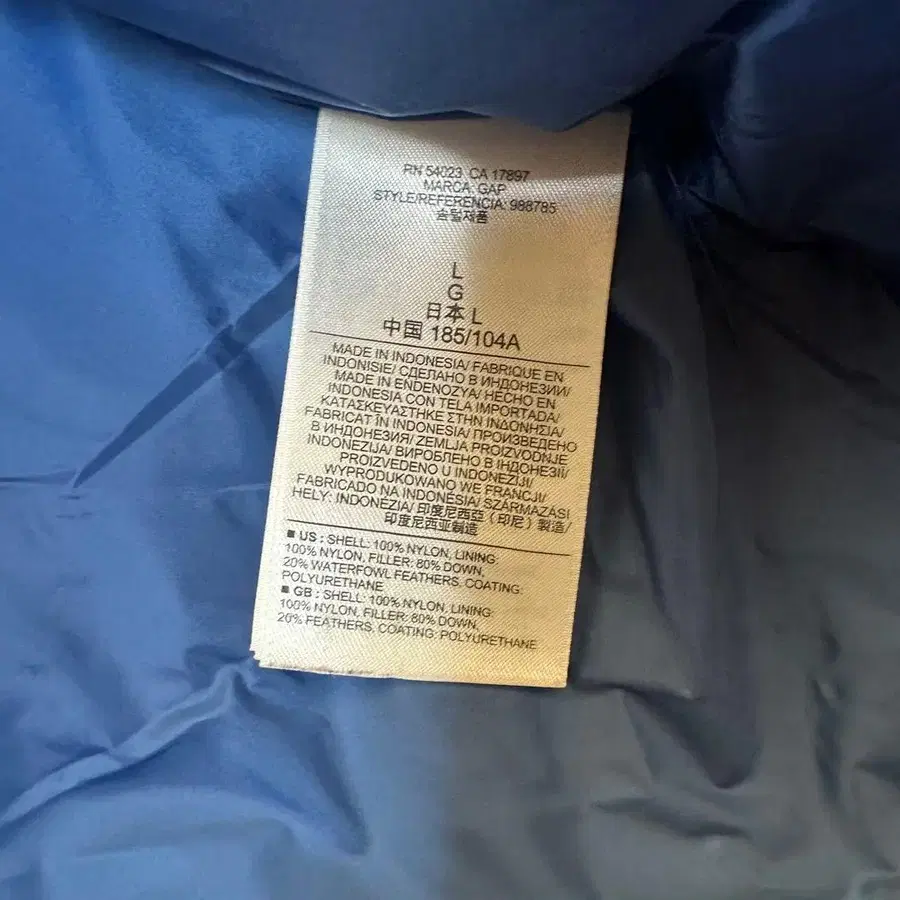 RN 54023 CA 17897
MARCA: GAP
STYLE/REFERENCIA: 988785
솜털제품
L
G
日本 L
中国 185/104A
MADE IN INDONESIA/ FABRIQUE EN
INDONISIE/ СДЕЛАНО В ИНДОНЕЗИИ/
MADE IN ENDENOZYA/ HECHO EN
INDONESIA CON TELA IMPORTADA/
ΚΑΤΑΣΚΕΥΑΣΤΗΚΕ ΣΤΗΝ ΙΝΔΟΝΗΣΙΑ/
FABRICAT ÎN INDONESIA/ ПРОИЗВЕДЕНО
В ИНДОНЕЗИЯ/ ZEMLJA PROIZVODNJE
INDONEZIJA/ ВИРОБЛЕНО В ІНДОНЕЗІЇ/
PROIZVEDENO U INDONEZIJI/
WYPRODUKOWANO WE FRANCJI/
FABRICADO NA INDONÉSIA/ SZÁRMAZÁSI
HELY: INDONÉZIA/ 印度尼西亞 (印尼) 製造/
印度尼西亚制造
■ US : SHELL: 100% NYLON, LINING:
100% NYLON, FILLER: 80% DOWN,
20% WATERFOWL FEATHERS, COATING:
POLYURETHANE
■ GB : SHELL: 100% NYLON, LINING:
100% NYLON, FILLER: 80% DOWN,
20% FEATHERS, COATING: POLYURETHANE